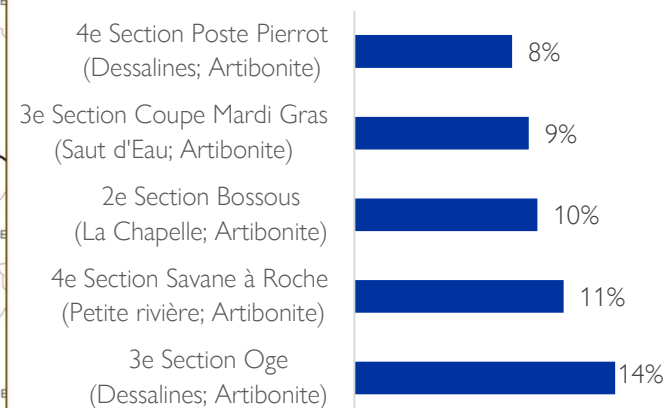 4e Section Poste Pierrot
(Dessalines; Artibonite)
8%
3e Section Coupe Mardi Gras
(Saut d'Eau; Artibonite)
9%
2e Section Bossous
(La Chapelle; Artibonite)
10%
4e Section Savane à Roche
(Petite rivière; Artibonite)
11%
3e Section Oge
(Dessalines; Artibonite)
14%